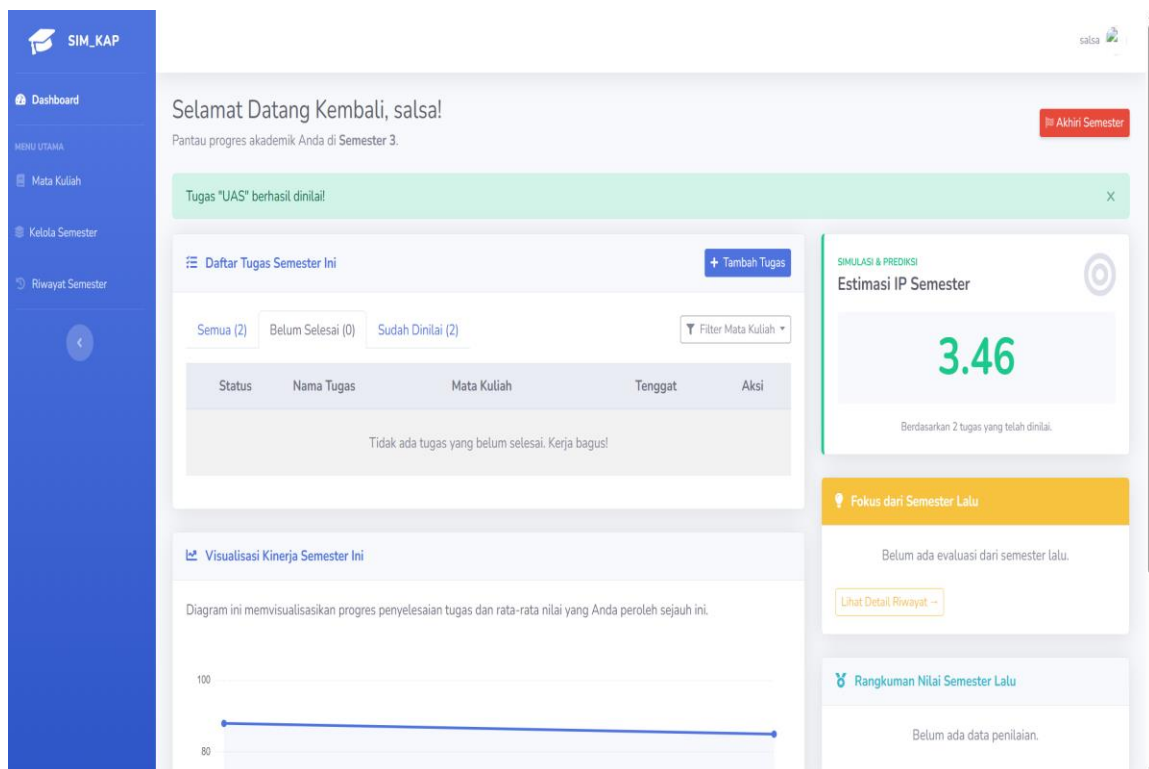 SIM_KAP
salsa
Dashboard
MENU UTAMA
Mata Kuliah
Kelola Semester
Riwayat Semester
Selamat Datang Kembali, salsa!
Pantau progres akademik Anda di Semester 3.
Akhiri Semester
Tugas "UAS" berhasil dinilai!
X
Daftar Tugas Semester Ini
+ Tambah Tugas
Semua (2) Belum Selesai (0) Sudah Dinilai (2)
Filter Mata Kuliah
Status Nama Tugas Mata Kuliah Tenggat Aksi
Tidak ada tugas yang belum selesai. Kerja bagus!
SIMULASI & PREDIKSI
Estimasi IP Semester
3.46
Berdasarkan 2 tugas yang telah dinilai.
Fokus dari Semester Lalu
Belum ada evaluasi dari semester lalu.
Lihat Detail Riwayat →
Visualisasi Kinerja Semester Ini
Diagram ini memvisualisasikan progres penyelesaian tugas dan rata-rata nilai yang Anda peroleh sejauh ini.
100
80
Rangkuman Nilai Semester Lalu
Belum ada data penilaian.